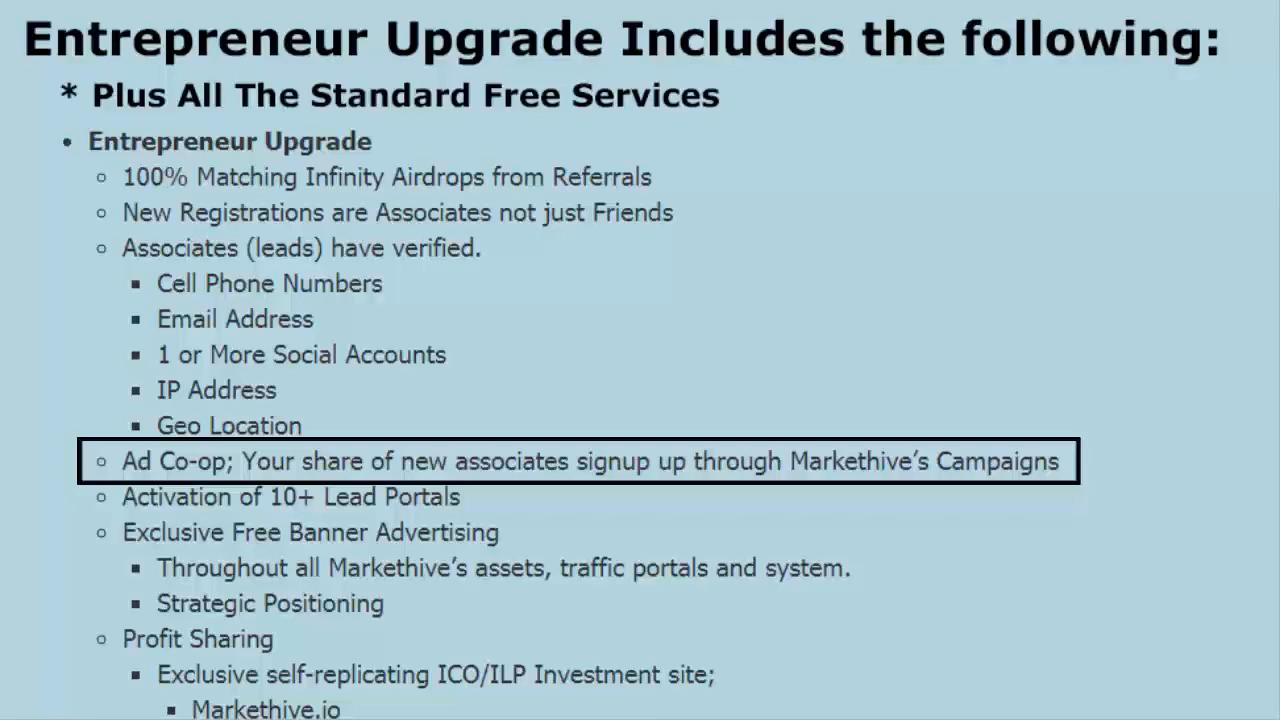 Entrepreneur Upgrade Includes the following:
* Plus All The Standard Free Services
• Entrepreneur Upgrade
○ 100% Matching Infinity Airdrops from Referrals
○ New Registrations are Associates not just Friends
○ Associates (leads) have verified.
▪ Cell Phone Numbers
▪ Email Address
▪ 1 or More Social Accounts
▪ IP Address
▪ Geo Location
○ Ad Co-op; Your share of new associates signup up through Markethive’s Campaigns
○ Activation of 10+ Lead Portals
○ Exclusive Free Banner Advertising
▪ Throughout all Markethive’s assets, traffic portals and system.
▪ Strategic Positioning
○ Profit Sharing
▪ Exclusive self-replicating ICO/ILP Investment site;
▪ Markethive.io